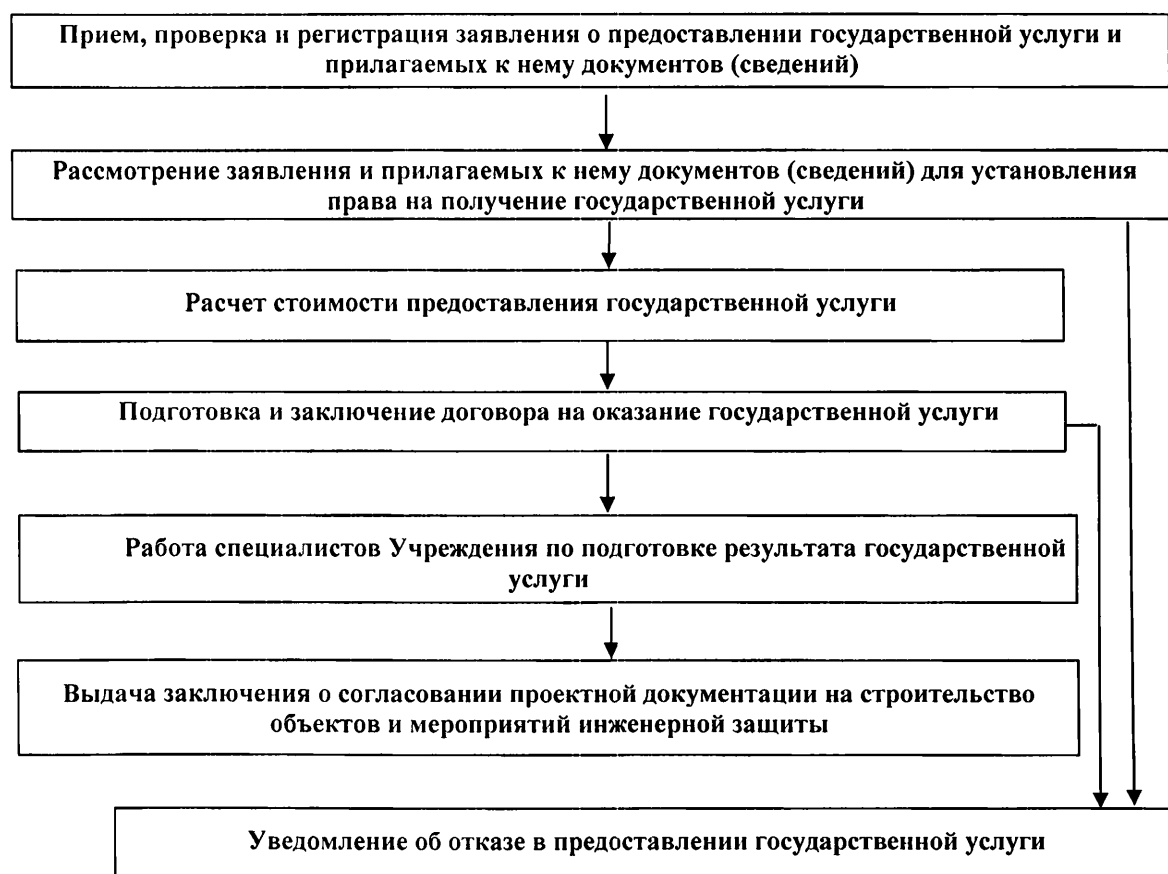 Прием, проверка и регистрация заявления о предоставлении государственной услуги и
прилагаемых к нему документов (сведений)
Рассмотрение заявления и прилагаемых к нему документов (сведений) для установления
права на получение государственной услуги
Расчет стоимости предоставления государственной услуги
Подготовка и заключение договора на оказание государственной услуги
Работа специалистов Учреждения по подготовке результата государственной
услуги
Выдача заключения о согласовании проектной документации на строительство
объектов и мероприятий инженерной защиты
Уведомление об отказе в предоставлении государственной услуги